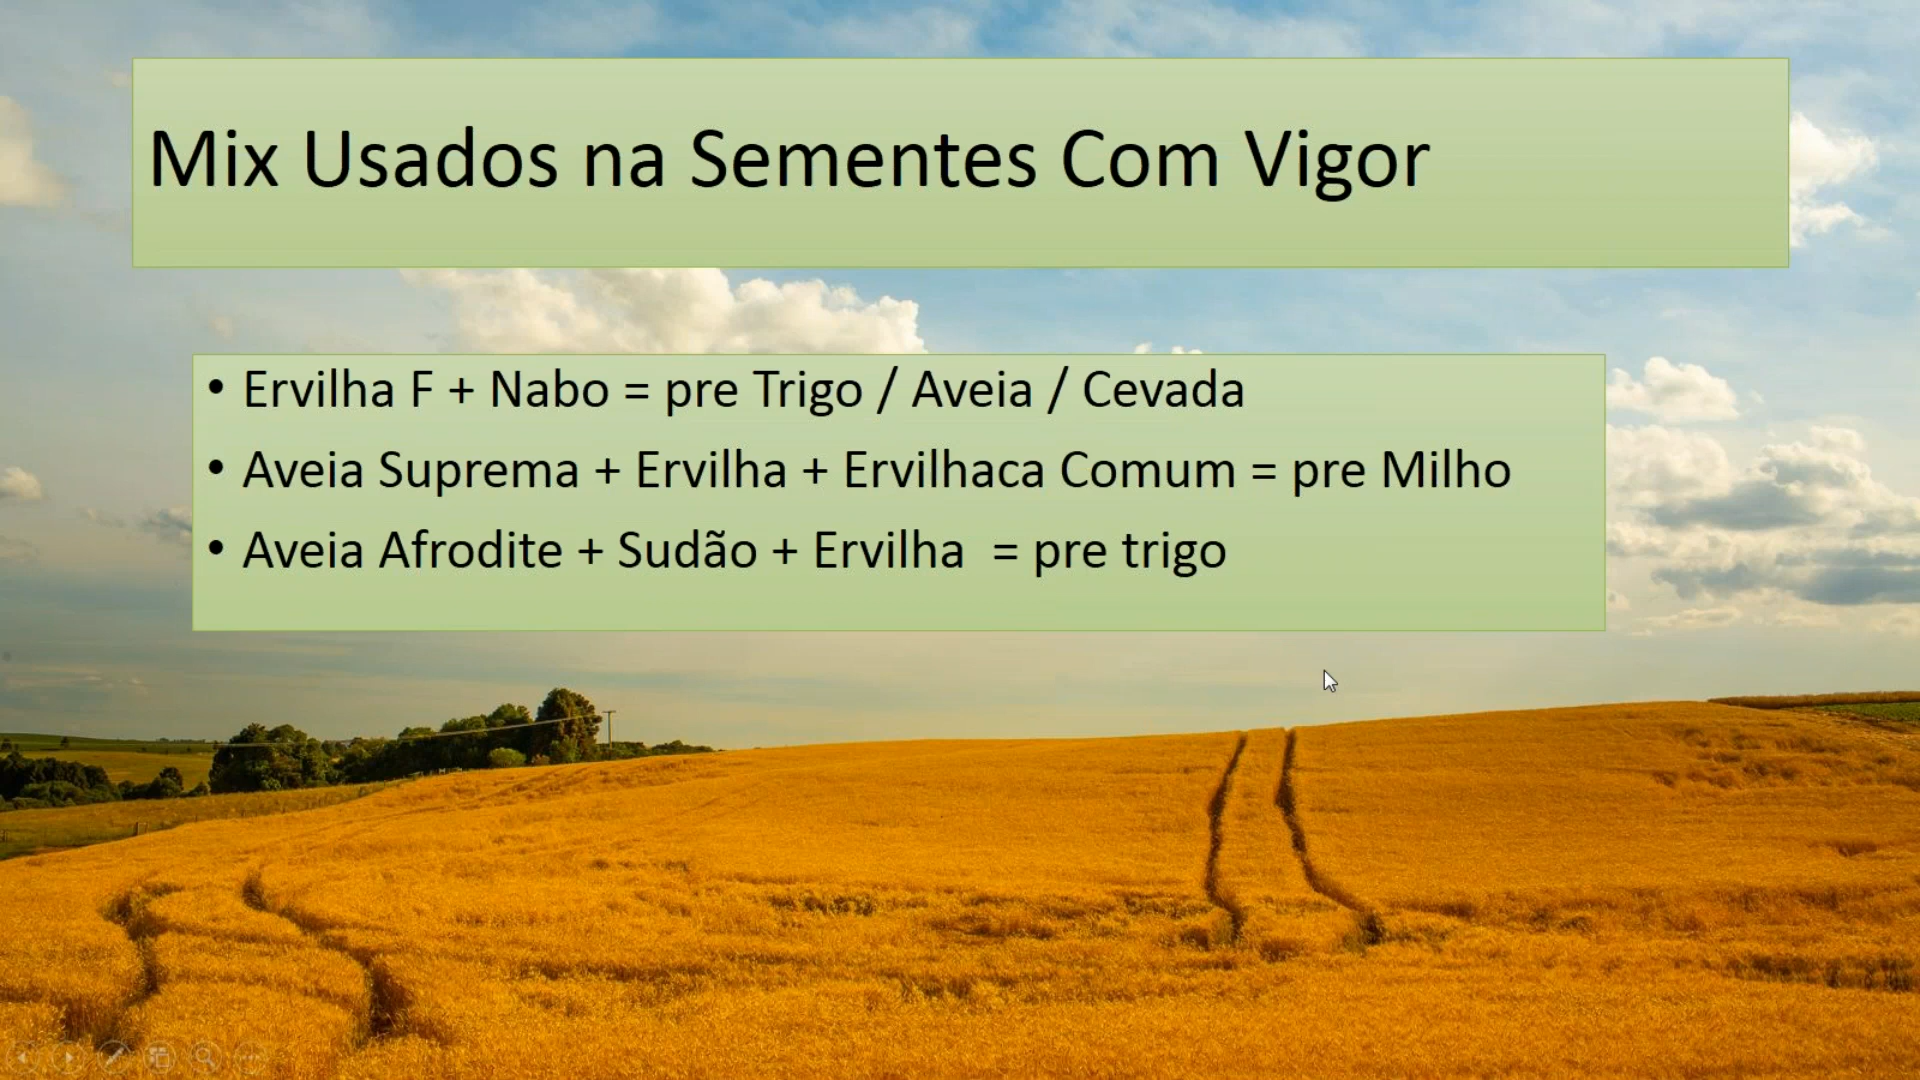 Mix Usados na Sementes Com Vigor
• Ervilha F + Nabo = pre Trigo / Aveia / Cevada
• Aveia Suprema + Ervilha + Ervilhaca Comum = pre Milho
• Aveia Afrodite + Sudão + Ervilha  = pre trigo